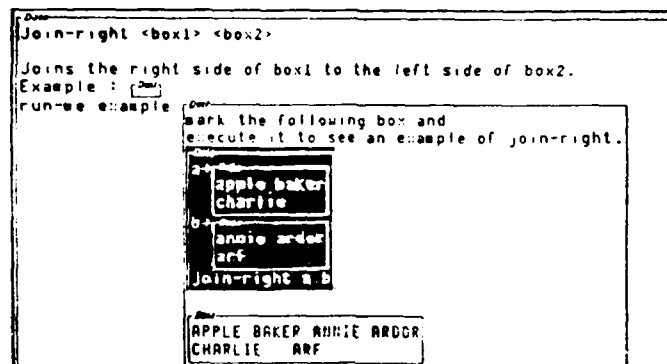 Data
Join-right <box1> <box2>
Joins the right side of box1 to the left side of box2.
Example :
run-me example
Data
mark the following box and
execute it to see an example of join-right.
apple baker
charlie
annie ardor
arf
join-right a b
APPLE BAKER ANNIE ARDOR
CHARLIE ARF